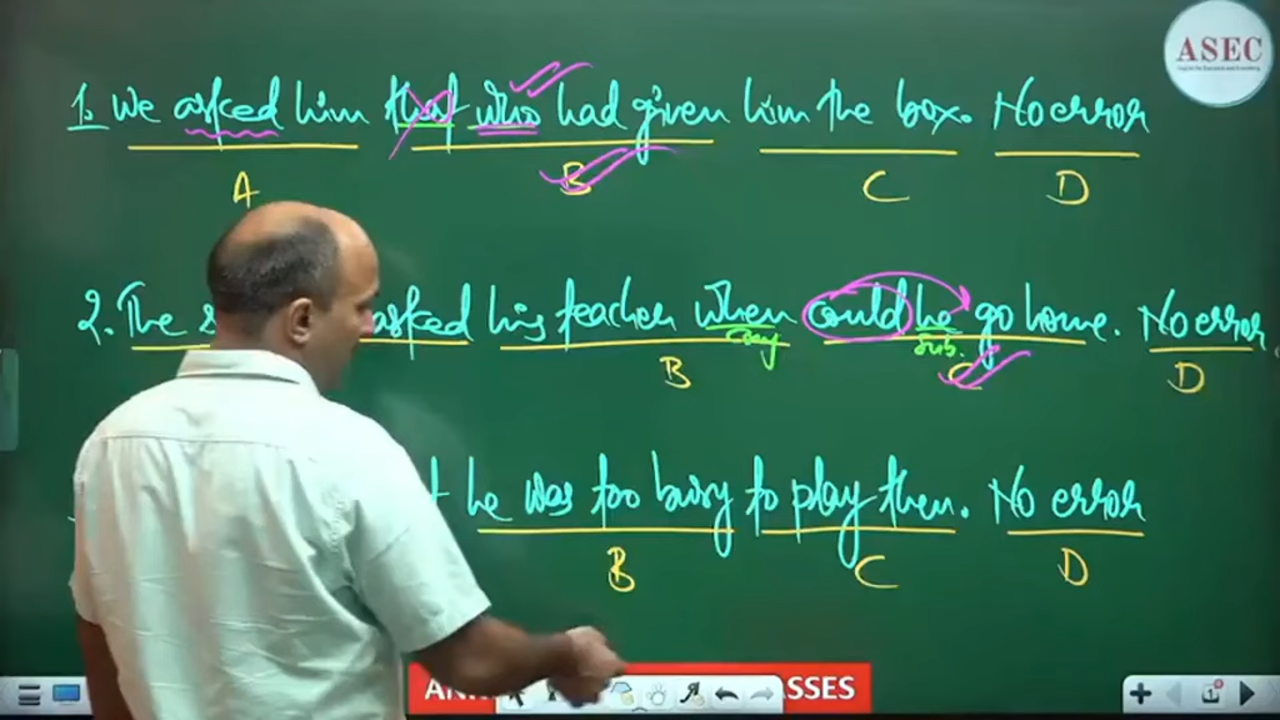 ASEC
1. We asked him that who had given him the box. No error
A B C D
2. The asked his teacher when could he go home. No error
Conj Sub.
B C D
he was too busy to play them. No error
B C D
SSES